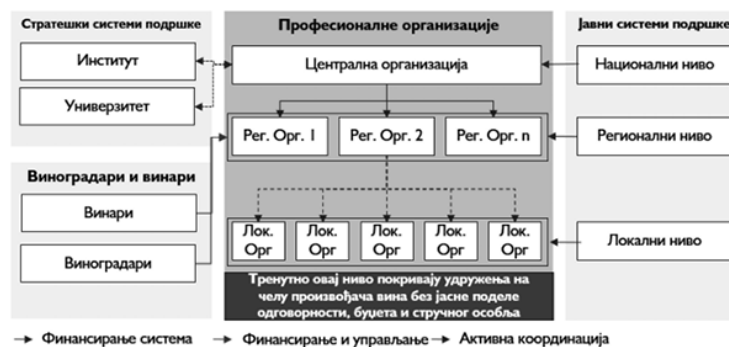 Стратешки системи подршке
Институт
Универзитет
Виноградари и винари
Винари
Виноградари
Професионалне организације
Централна организација
Рег. Орг. 1
Рег. Орг. 2
Рег. Орг. n
Лок.
Орг
Лок.
Орг
Лок.
Орг
Лок.
Орг
Лок.
Орг
Тренутно овај ниво покривају удружења на
челу произвођача вина без јасне поделе
одговорности, буџета и стручног особља
Јавни системи подршке
Национални ниво
Регионални ниво
Локални ниво
Финансирање система
Финансирање и управљање
Активна координација